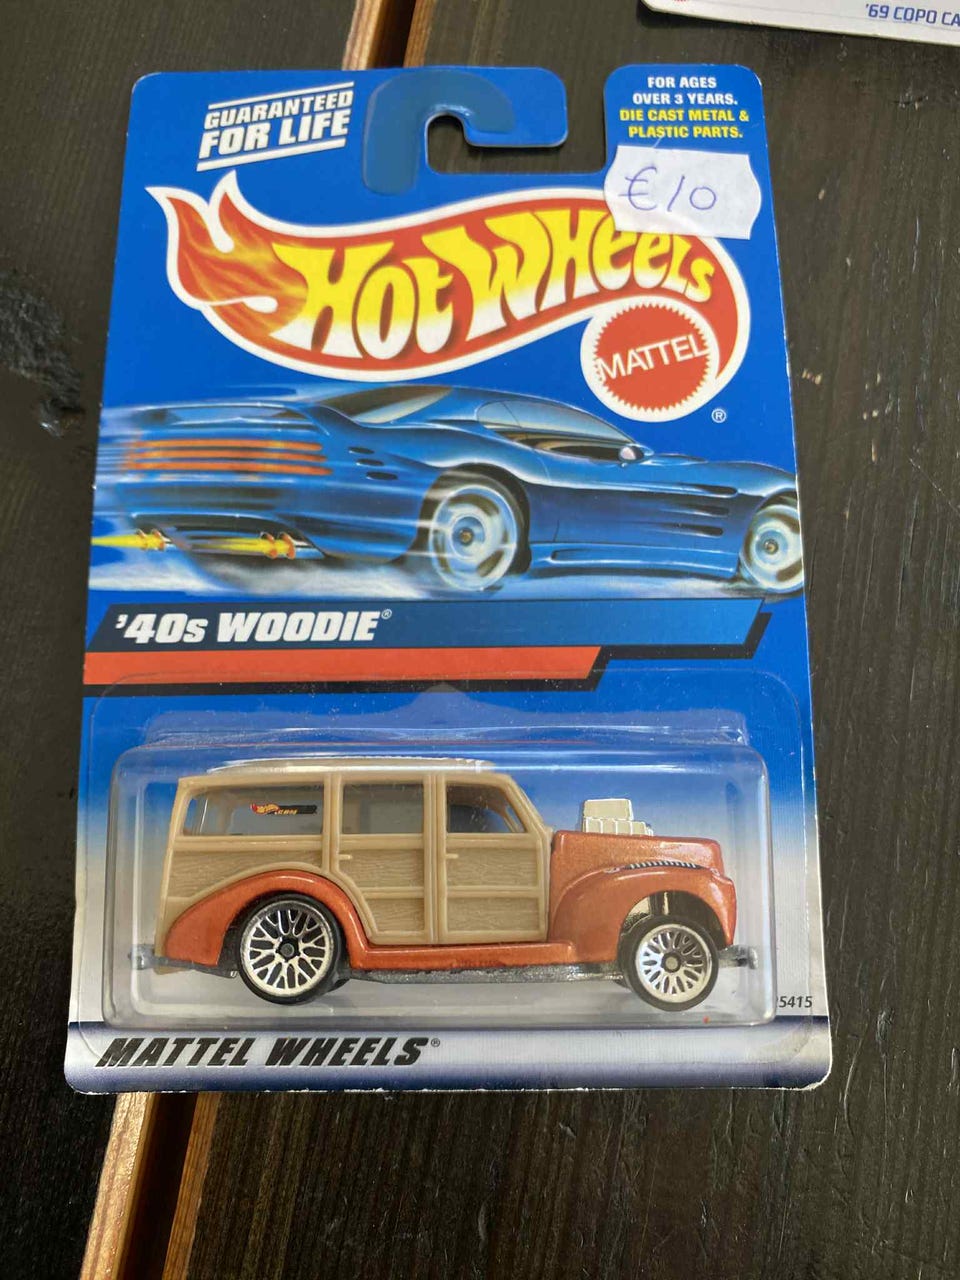 '69 COPO CA
GUARANTEED
FOR LIFE
FOR AGES
OVER 3 YEARS.
DIE CAST METAL &
PLASTIC PARTS.
€10
HOT WHEELS
MATTEL
®
'40s WOODIE®
5415
MATTEL WHEELS®